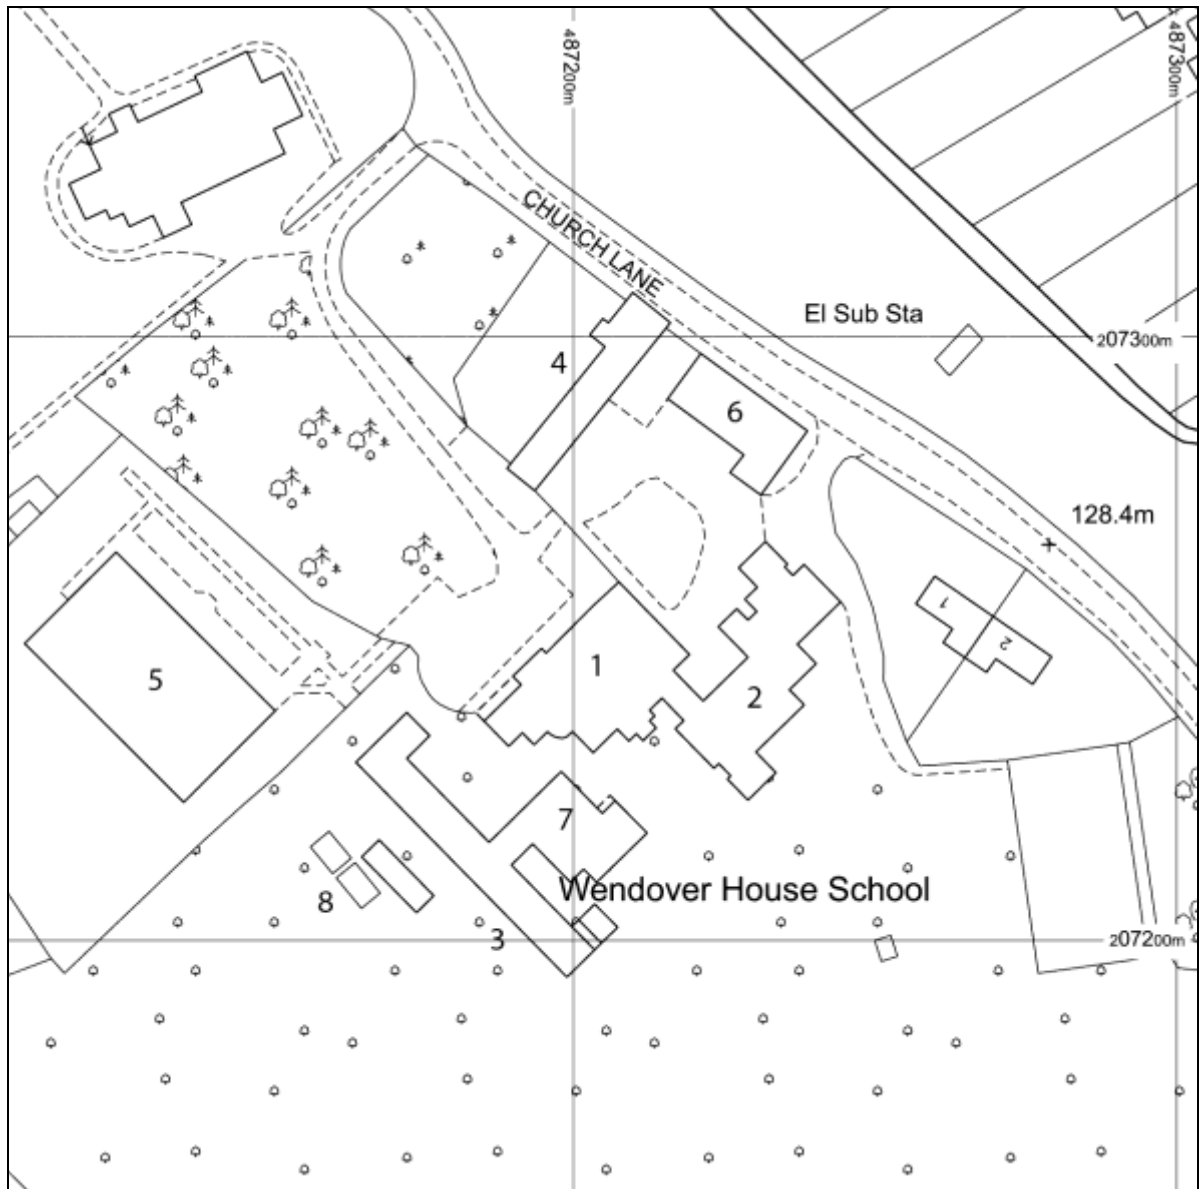 487200m
487300m
CHURCH LANE
El Sub Sta
207300m
4
6
128.4m
1
2
5
1
2
7
Wendover House School
8
3
207200m